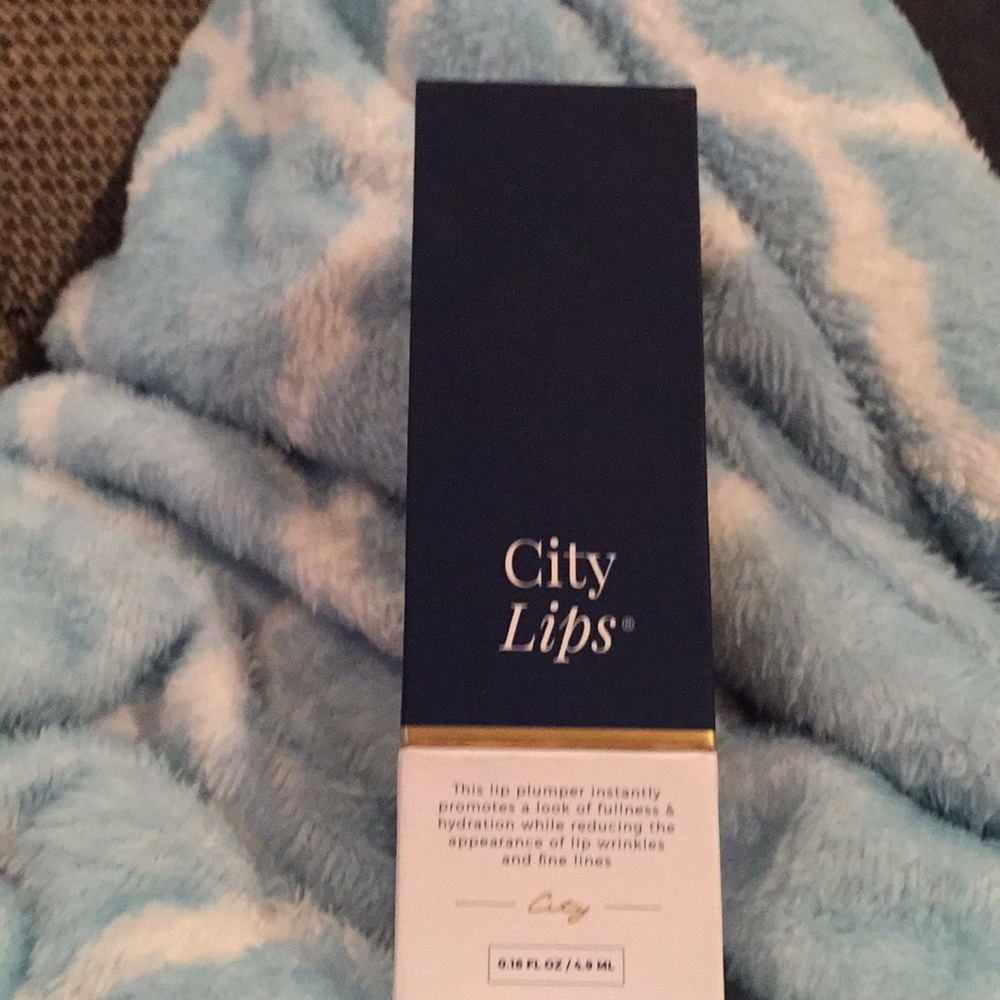 City
Lips®
This lip plumper instantly
promotes a look of fullness &
hydration while reducing the
appearance of lip wrinkles
and fine lines
City
0.16 FL OZ / 4.9 ML